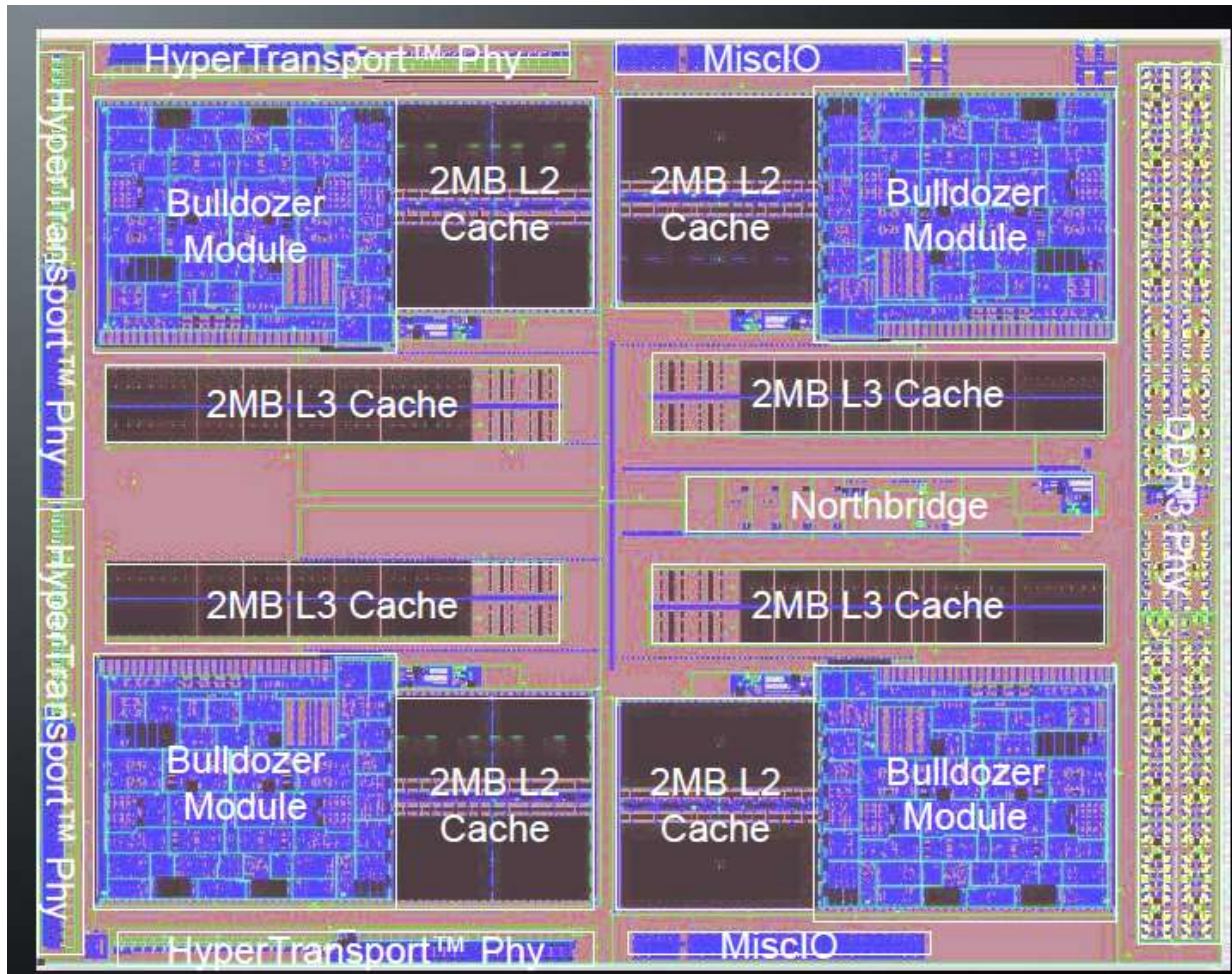 HyperTransport™ Phy
MiscIO
HyperTransport™ Phy
Bulldozer
Module
2MB L2
Cache
2MB L2
Cache
Bulldozer
Module
2MB L3 Cache
2MB L3 Cache
Northbridge
DDR3 Phy
2MB L3 Cache
2MB L3 Cache
HyperTransport™ Phy
Bulldozer
Module
2MB L2
Cache
2MB L2
Cache
Bulldozer
Module
HyperTransport™ Phy
MiscIO